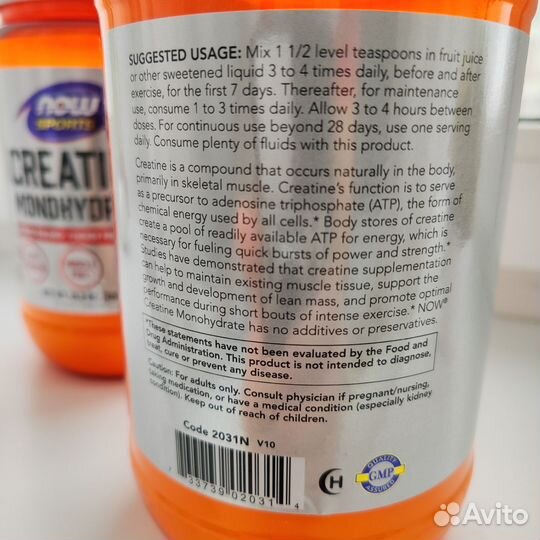 now
SPORTS
CREATI
MONOHYDR
SUGGESTED USAGE: Mix 1 1/2 level teaspoons in fruit juice
or other sweetened liquid 3 to 4 times daily, before and after
exercise, for the first 7 days. Thereafter, for maintenance
use, consume 1 to 3 times daily. Allow 3 to 4 hours between
doses. For continuous use beyond 28 days, use one serving
daily. Consume plenty of fluids with this product.
Creatine is a compound that occurs naturally in the body,
primarily in skeletal muscle. Creatine's function is to serve
as a precursor to adenosine triphosphate (ATP), the form of
chemical energy used by all cells.* Body stores of creatine
create a pool of readily available ATP for energy, which is
necessary for fueling quick bursts of power and strength.*
Studies have demonstrated that creatine supplementation
can help to maintain existing muscle tissue, support the
growth and development of lean mass, and promote optimal
performance during short bouts of intense exercise.* NOW®
Creatine Monohydrate has no additives or preservatives.
*These statements have not been evaluated by the Food and
Drug Administration. This product is not intended to diagnose,
treat, cure or prevent any disease.
Caution: For adults only. Consult physician if pregnant/nursing,
taking medication, or have a medical condition (especially kidney
condition). Keep out of reach of children.
Code 2031N V10
7 33739 02031 4
H
QUALITY
GMP
ASSURED
Avito